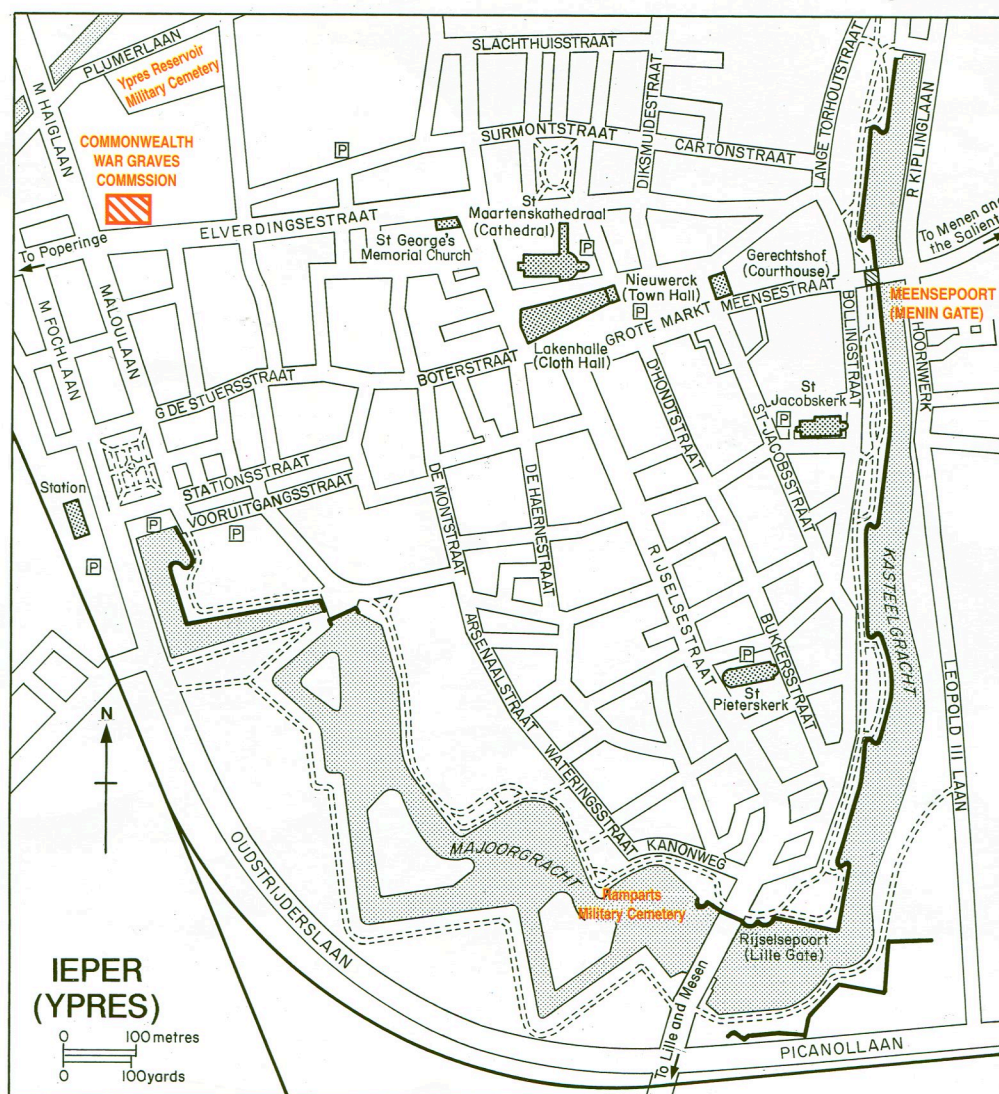 PLUMERLAAN
Ypres Reservoir
Military Cemetery
M HAIGLAAN
COMMONWEALTH
WAR GRAVES
COMMSSION
SLACHTHUISSTRAAT
DIKSMUIDESTRAAT
LANGE TORHOUTSTRAAT
R KIPLINGLAAN
P
SURMONTSTRAAT
CARTONSTRAAT
ELVERDINGSESTRAAT
St
Maartenskathedraal
(Cathedral)
St George's
Memorial Church
P
To Poperinge
To Menen and
the Salient
Gerechtshof
(Courthouse)
Nieuwerck
(Town Hall)
P
MEENSESTRAAT
GROTE MARKT
MEENSEPOORT
(MENIN GATE)
HOORNWERK
BOLLINGSTRAAT
M FOCHLAAN
MALOULAAN
Lakenhalle
(Cloth Hall)
BOTERSTRAAT
G DE STUERSSTRAAT
D'HONDTSTRAAT
ST-JACOBSSTRAAT
St
Jacobskerk
P
STATIONSSTRAAT
VOORUITGANGSSTRAAT
Station
P
P
P
DE MONTSTRAAT
DE HAERNESTRAAT
RIJSELSESTRAAT
BUKKERSSTRAAT
KASTEELGRACHT
ARSENAALSTRAAT
P
St
Pieterskerk
N
LEOPOLD III LAAN
WATERINGSSTRAAT
KANONWEG
MAJOORGRACHT
OUDSTRIJDERSLAAN
Ramparts
Military Cemetery
Rijselsepoort
(Lille Gate)
To Lille and Mesen
PICANOLLAAN
IEPER
(YPRES)
0 100 metres
0 100 yards